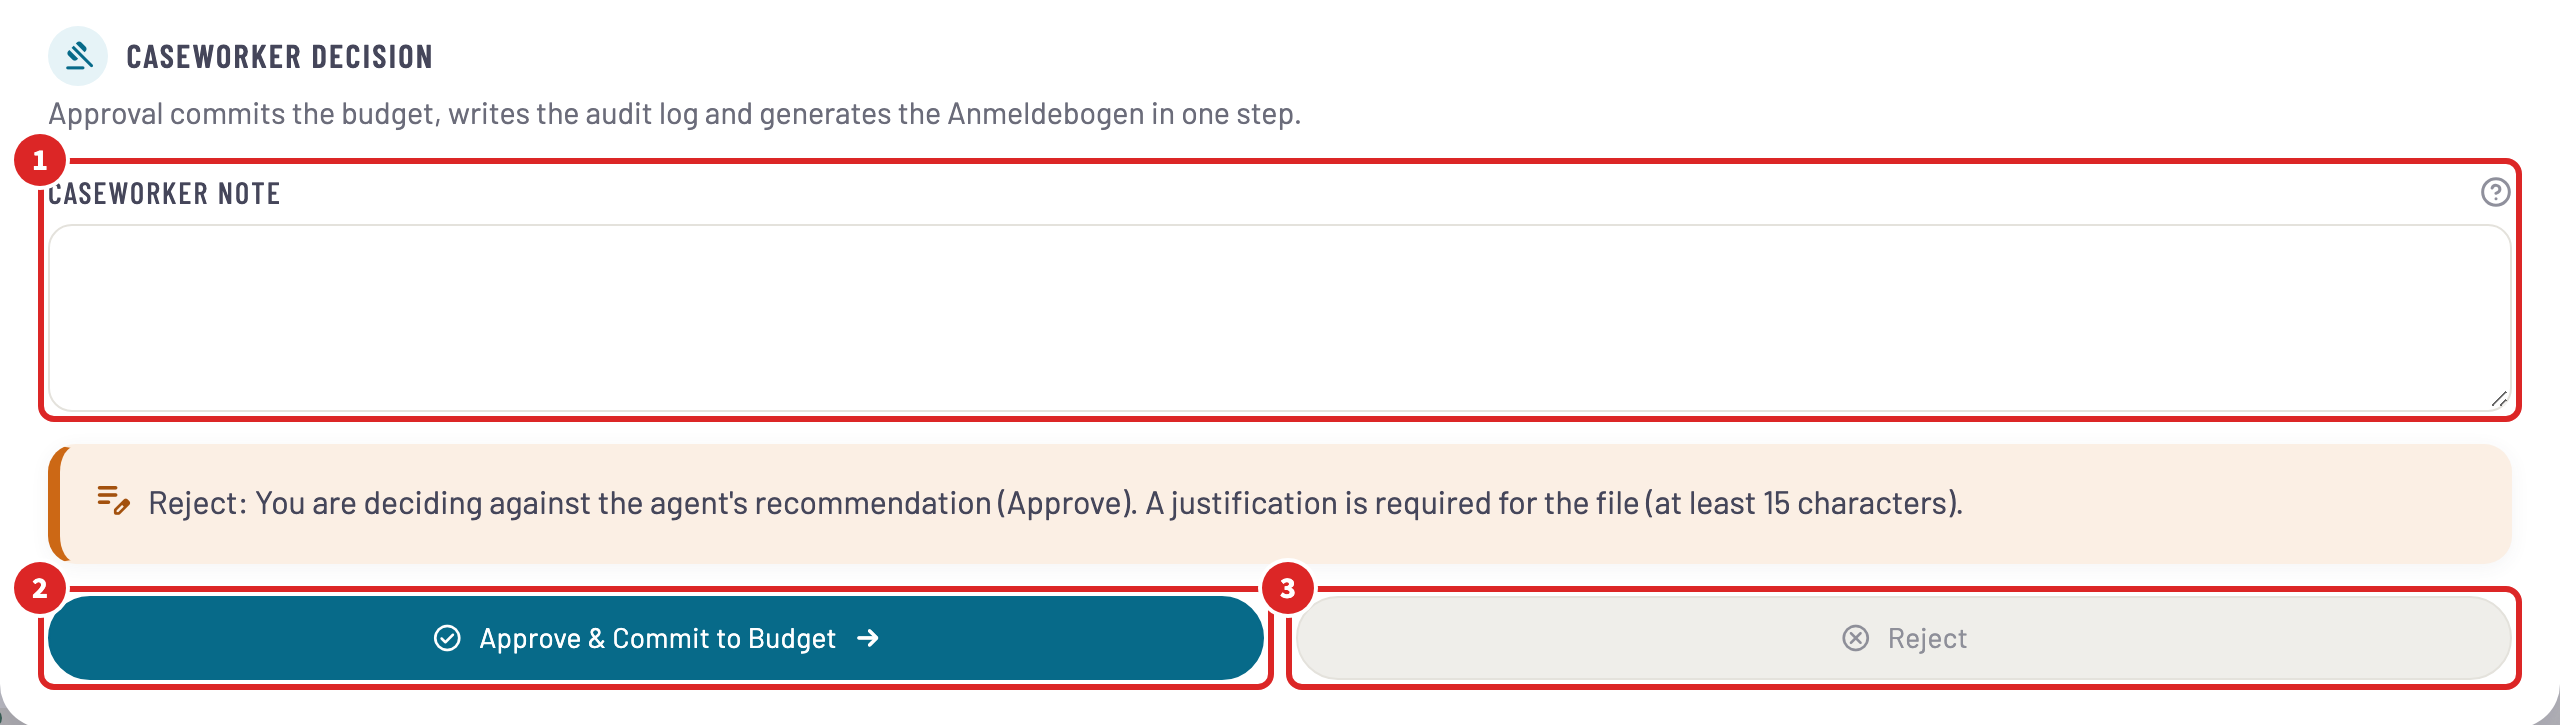 CASEWORKER DECISION
Approval commits the budget, writes the audit log and generates the Anmeldebogen in one step.
1
CASEWORKER NOTE
?
Reject: You are deciding against the agent's recommendation (Approve). A justification is required for the file (at least 15 characters).
2
3
Approve & Commit to Budget →
Reject